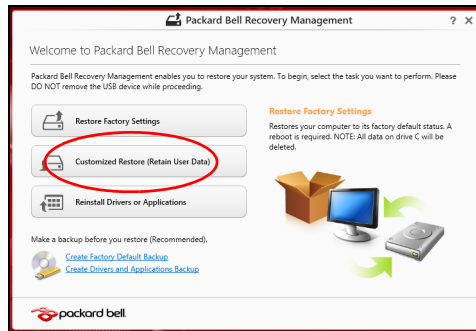 Packard Bell Recovery Management
? X
Welcome to Packard Bell Recovery Management
Packard Bell Recovery Management enables you to restore your system. To begin, select the task you want to perform. Please
DO NOT remove the USB device while proceeding.
Restore Factory Settings
Customized Restore (Retain User Data)
Reinstall Drivers or Applications
Restore Factory Settings
Restores your computer to its factory default status. A
reboot is required. NOTE: All data on drive C will be
deleted.
Make a backup before you restore (Recommended).
Create Factory Default Backup
Create Drivers and Applications Backup
packard bell